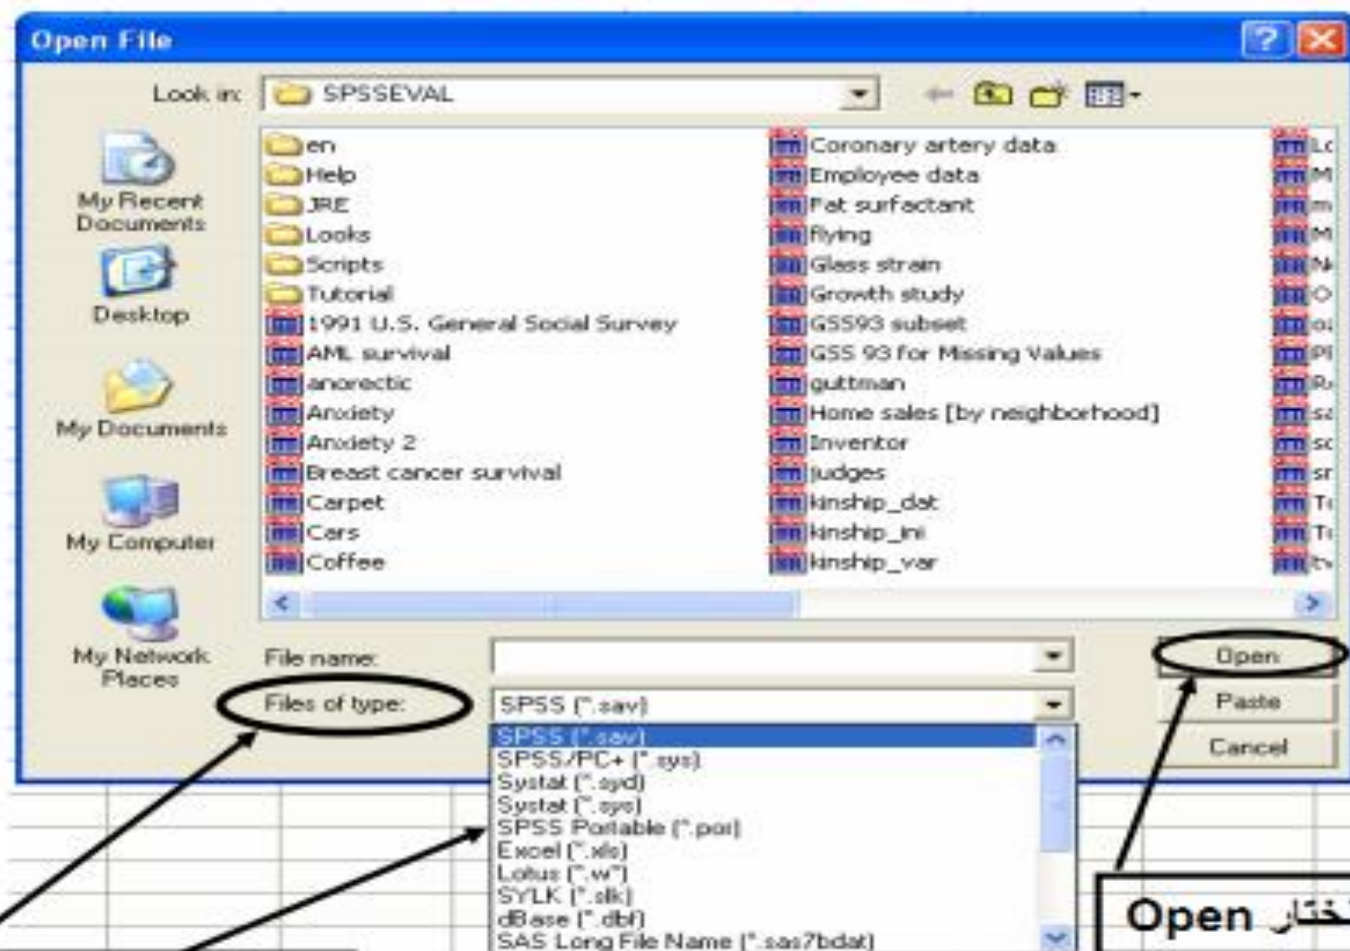 Open File
Look in:
SPSSEVAL
My Recent
Documents
Desktop
My Documents
My Computer
My Network
Places
en
Help
JRE
Looks
Scripts
Tutorial
1991 U.S. General Social Survey
AML survival
anorectic
Anxiety
Anxiety 2
Breast cancer survival
Carpet
Cars
Coffee
Coronary artery data
Employee data
Fat surfactant
flying
Glass strain
Growth study
GSS93 subset
GSS 93 for Missing Values
guttman
Home sales [by neighborhood]
Inventor
judges
kinship_dat
kinship_ini
kinship_var
File name:
Open
Files of type:
SPSS (*.sav)
Paste
Cancel
SPSS (*.sav)
SPSS/PC+ (*.sys)
Systat (*.syd)
Systat (*.sys)
SPSS Portable (*.por)
Excel (*.xls)
Lotus (*.w*)
SYLK (*.slk)
dBase (*.dbf)
SAS Long File Name (*.sas7bdat)
Open